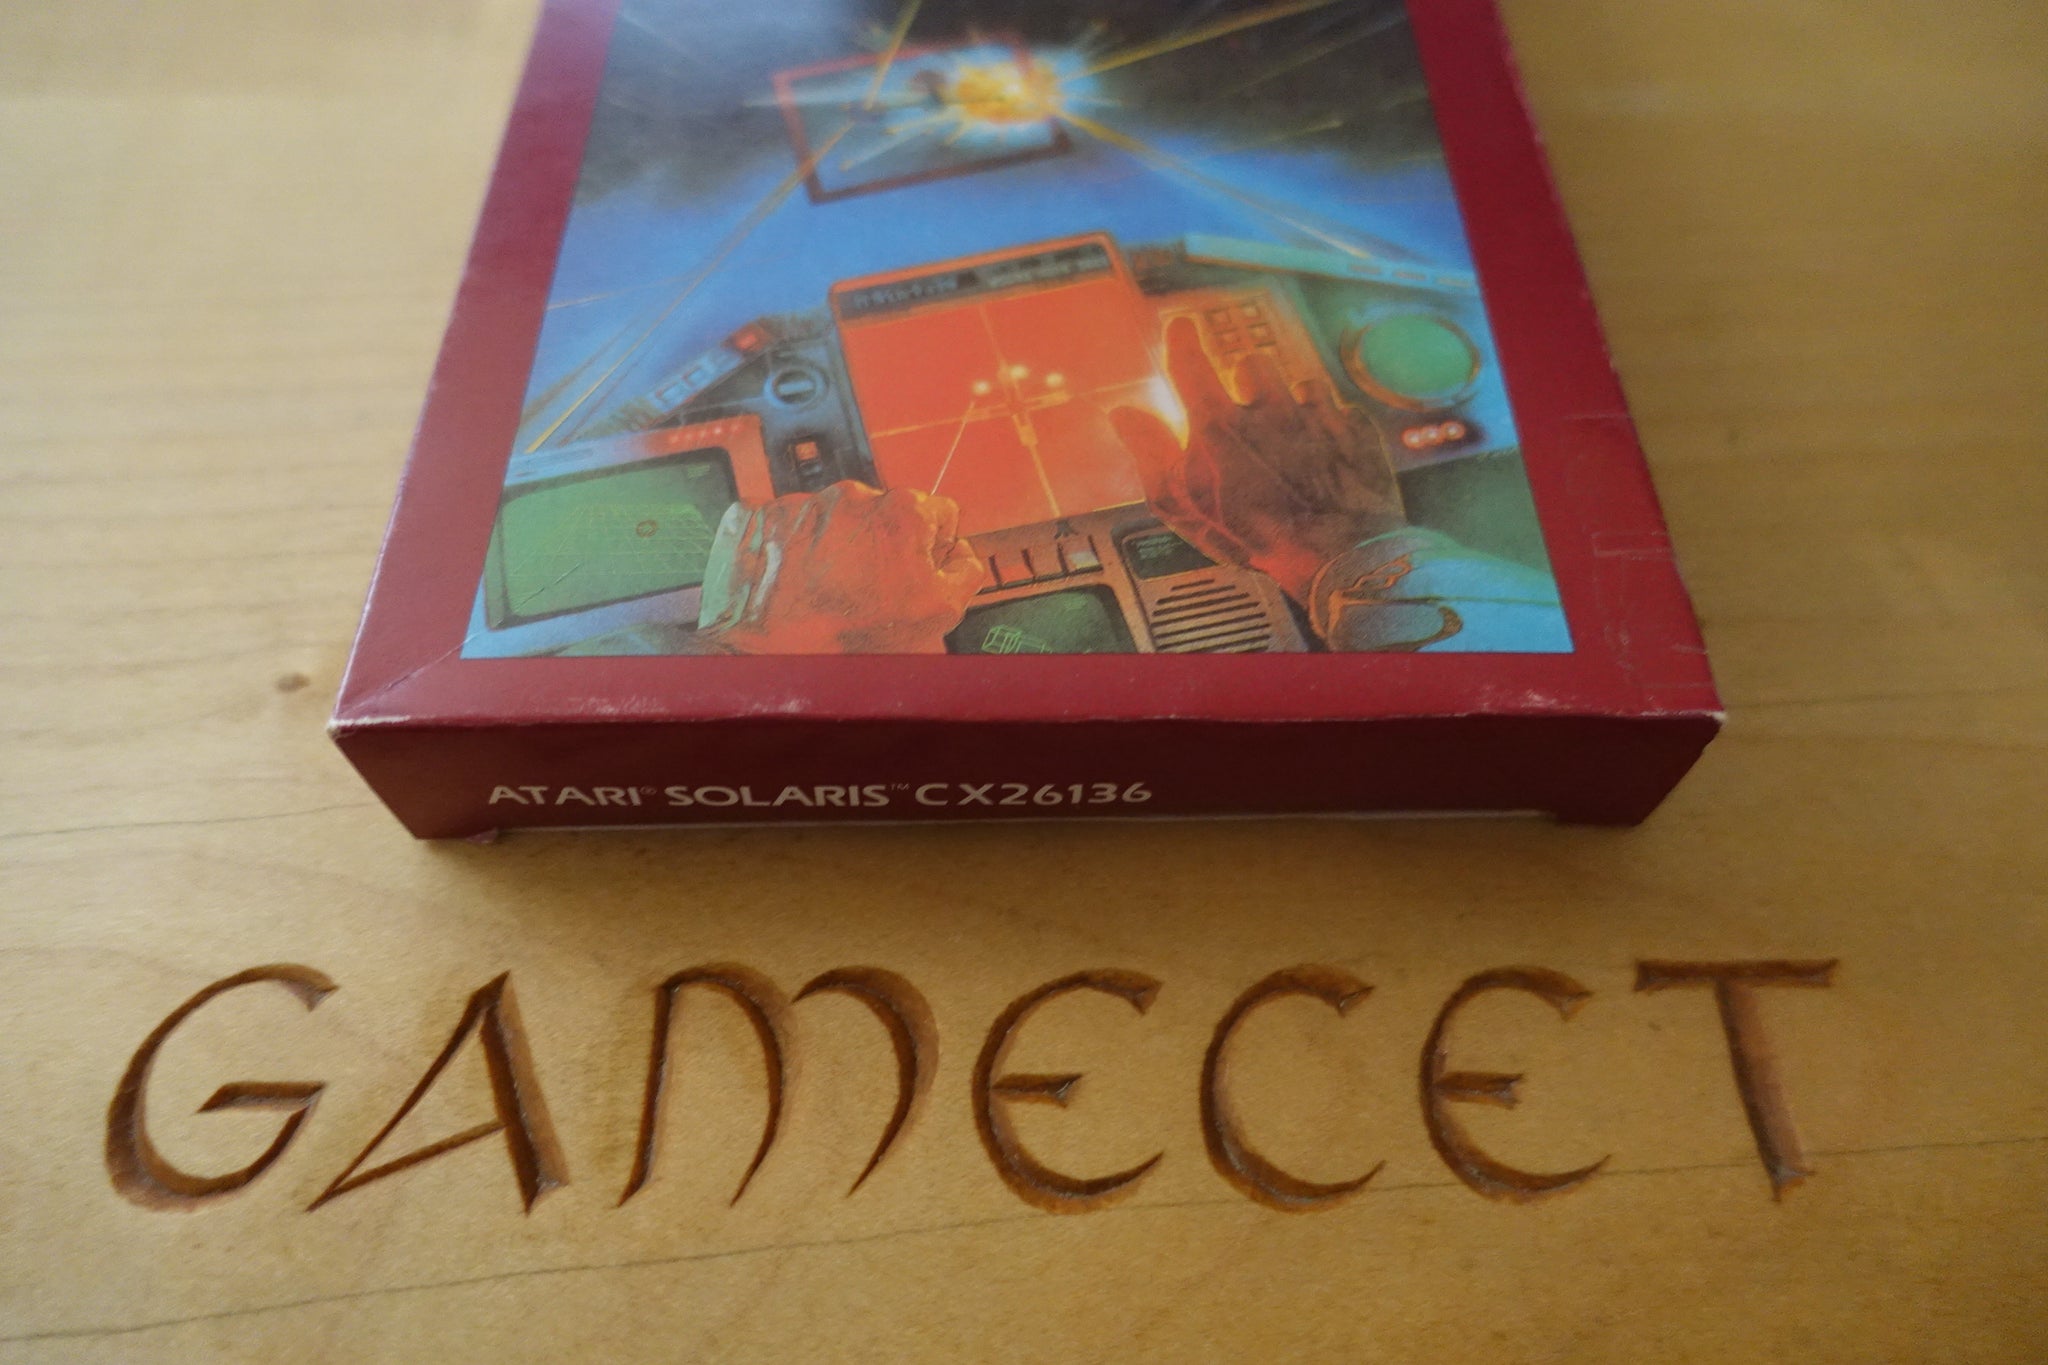 ATARI® SOLARIS™ CX26136
GAMECET